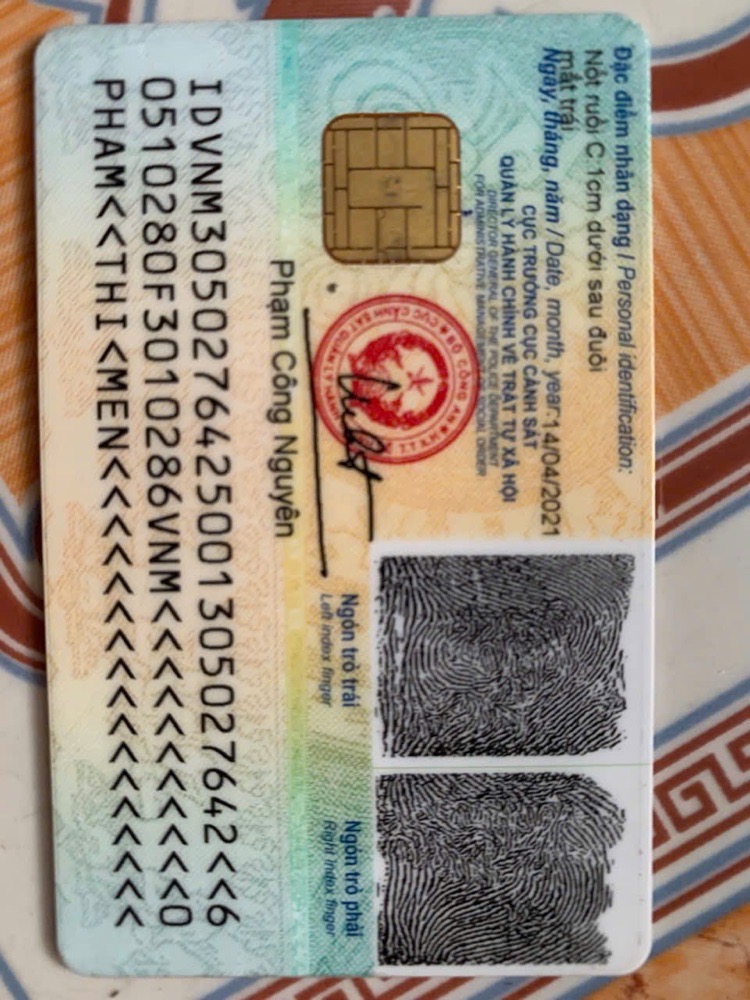 Đặc điểm nhân dạng / Personal identification:
Nốt ruồi C:1cm dưới sau đuôi
mắt trái
Ngày, tháng, năm / Date, month, year: 14/04/2021
CỤC TRƯỞNG CỤC CẢNH SÁT
QUẢN LÝ HÀNH CHÍNH VỀ TRẬT TỰ XÃ HỘI
DIRECTOR GENERAL OF THE POLICE DEPARTMENT
FOR ADMINISTRATIVE MANAGEMENT OF SOCIAL ORDER
Phạm Công Nguyên
Ngón trỏ trái
Left index finger
Ngón trỏ phải
Right index finger
IDVNM3050276425001305027642<<6
0510280F3010286VNM<<<<<<<<<<<0
PHAM<<THI<MEN<<<<<<<<<<<<<<<<<